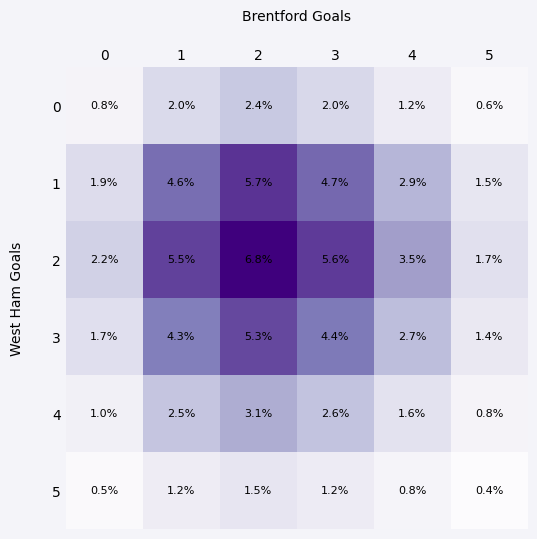 Brentford Goals
0 1 2 3 4 5
0 0.8% 2.0% 2.4% 2.0% 1.2% 0.6%
1 1.9% 4.6% 5.7% 4.7% 2.9% 1.5%
2 2.2% 5.5% 6.8% 5.6% 3.5% 1.7%
3 1.7% 4.3% 5.3% 4.4% 2.7% 1.4%
4 1.0% 2.5% 3.1% 2.6% 1.6% 0.8%
5 0.5% 1.2% 1.5% 1.2% 0.8% 0.4%
West Ham Goals